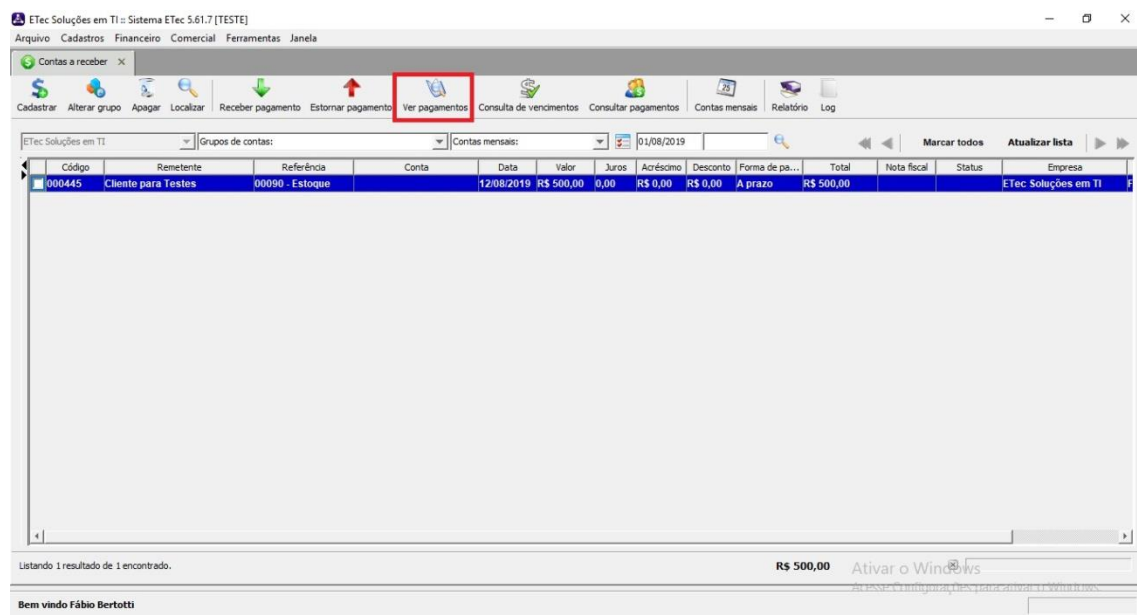 ETec Soluções em TI :: Sistema ETec 5.61.7 [TESTE]
Arquivo Cadastros Financeiro Comercial Ferramentas Janela
Contas a receber
Cadastrar Alterar grupo Apagar Localizar Receber pagamento Estornar pagamento Ver pagamentos Consulta de vencimentos Consultar pagamentos Contas mensais Relatório Log
ETec Soluções em TI Grupos de contas: Contas mensais: 01/08/2019 Marcar todos Atualizar lista
Código Remetente Referência Conta Data Valor Juros Acréscimo Desconto Forma de pa... Total Nota fiscal Status Empresa
000445 Cliente para Testes 00090 - Estoque 12/08/2019 R$ 500,00 0,00 R$ 0,00 R$ 0,00 A prazo R$ 500,00 ETec Soluções em TI F
Listando 1 resultado de 1 encontrado. R$ 500,00
Ativar o Windows
Acesse Configurações para ativar o Windows.
Bem vindo Fábio Bertotti